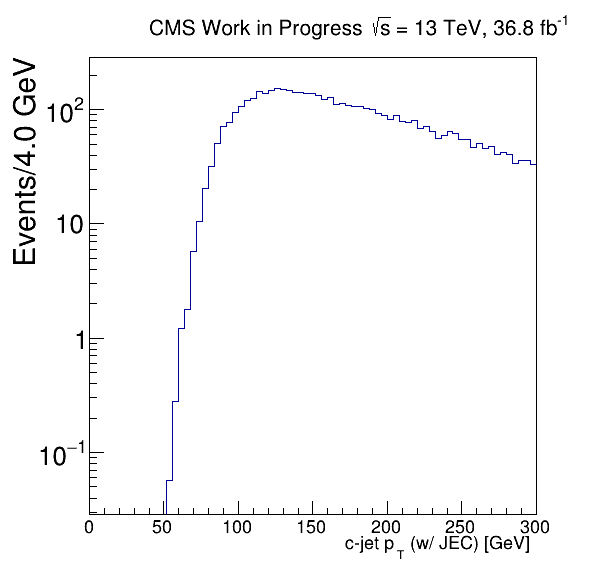 CMS Work in Progress √s = 13 TeV, 36.8 fb⁻¹
Events/4.0 GeV
10²
10
1
10⁻¹
0 50 100 150 200 250 300
c-jet p_T (w/ JEC) [GeV]